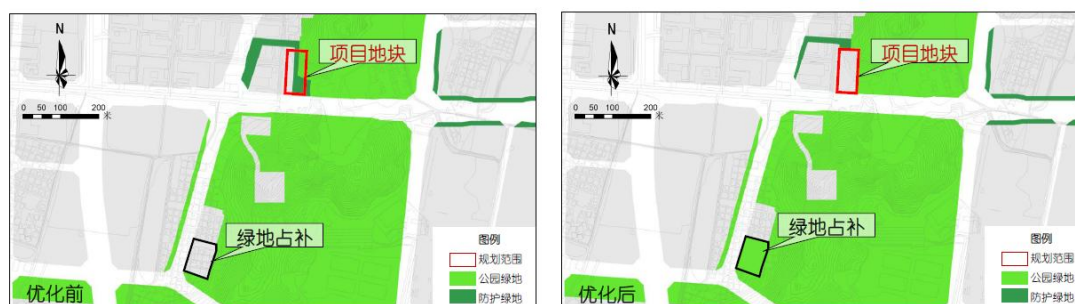 N
0 50 100 200
米
项目地块
绿地占补
图例
规划范围
公园绿地
防护绿地
优化前
N
0 50 100 200
米
项目地块
绿地占补
图例
规划范围
公园绿地
防护绿地
优化后